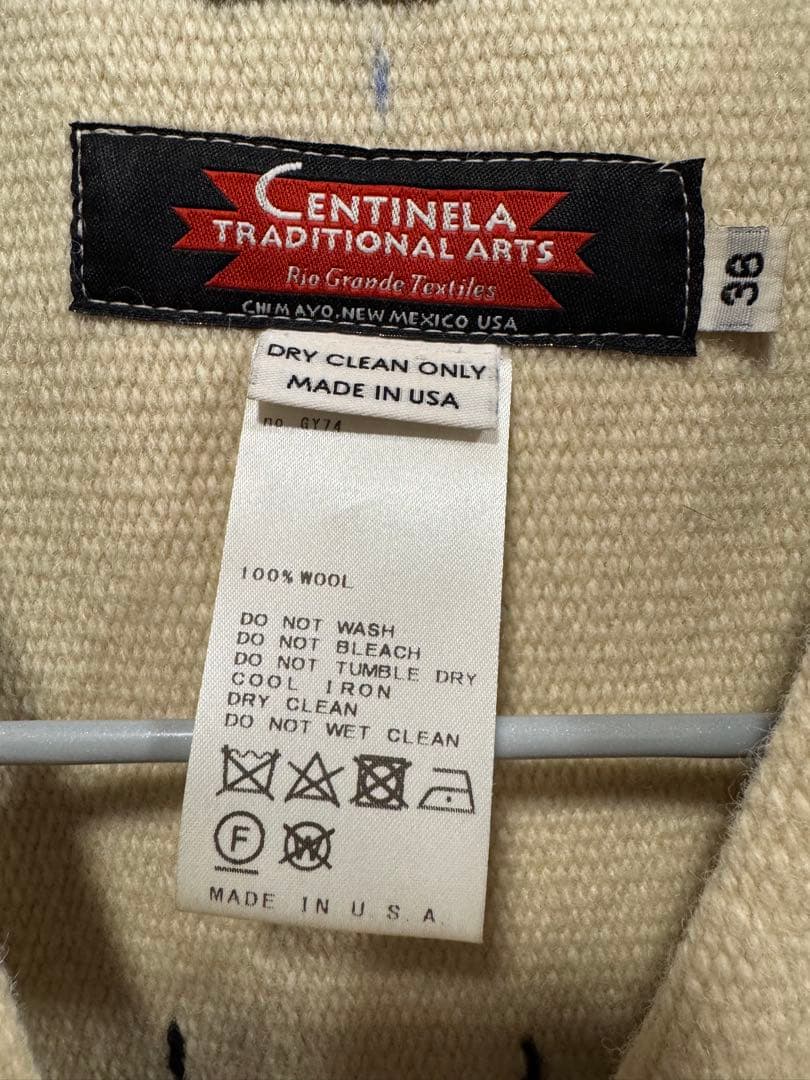 CENTINELA
TRADITIONAL ARTS
Rio Grande Textiles
CHIMAYO, NEW MEXICO USA
38
DRY CLEAN ONLY
MADE IN USA
no. GY74
100% WOOL
DO NOT WASH
DO NOT BLEACH
DO NOT TUMBLE DRY
COOL IRON
DRY CLEAN
DO NOT WET CLEAN
F W
MADE IN U.S.A.